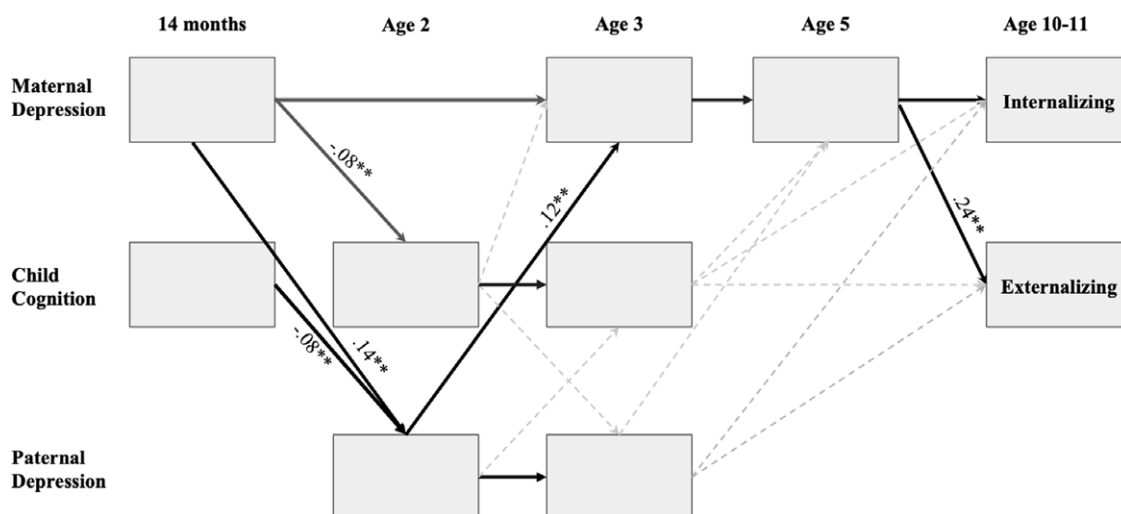 14 months
Age 2
Age 3
Age 5
Age 10-11
Maternal
Depression
Internalizing
-.08**
.12**
.24**
Child
Cognition
Externalizing
-.08**
.14**
Paternal
Depression